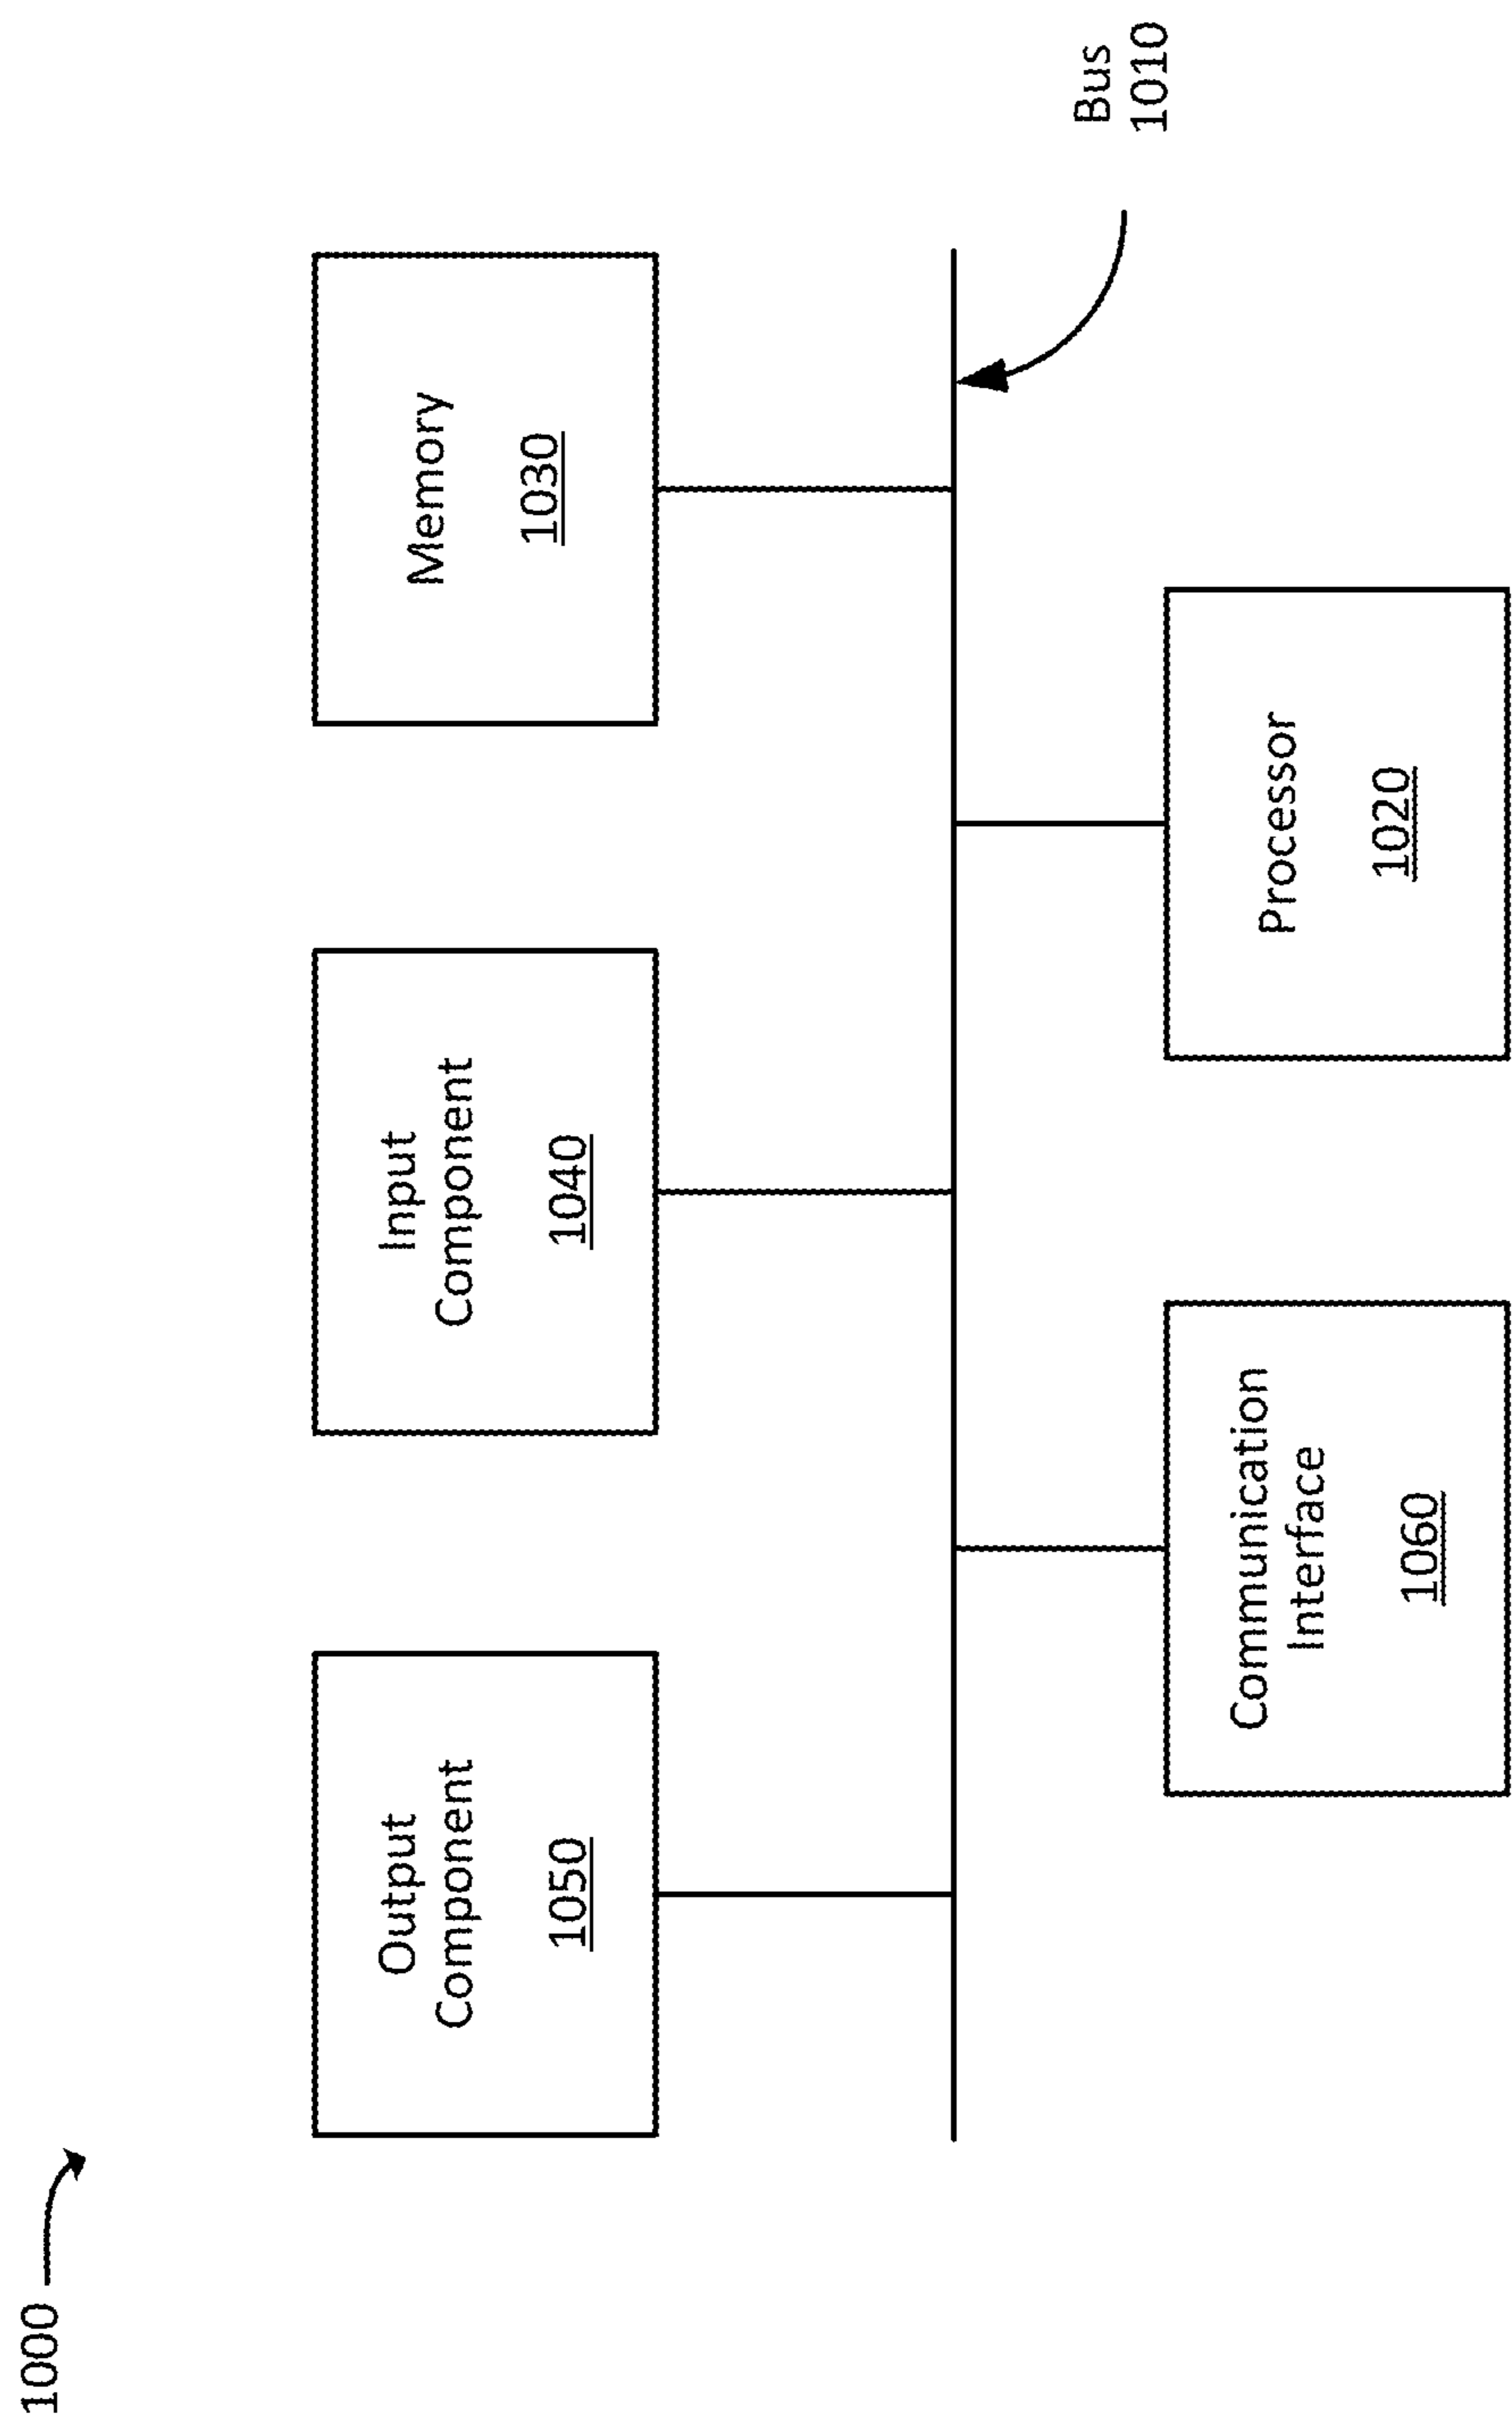 1000
Output
Component
1050
Input
Component
1040
Memory
1030
Communication
Interface
1060
Processor
1020
Bus
1010